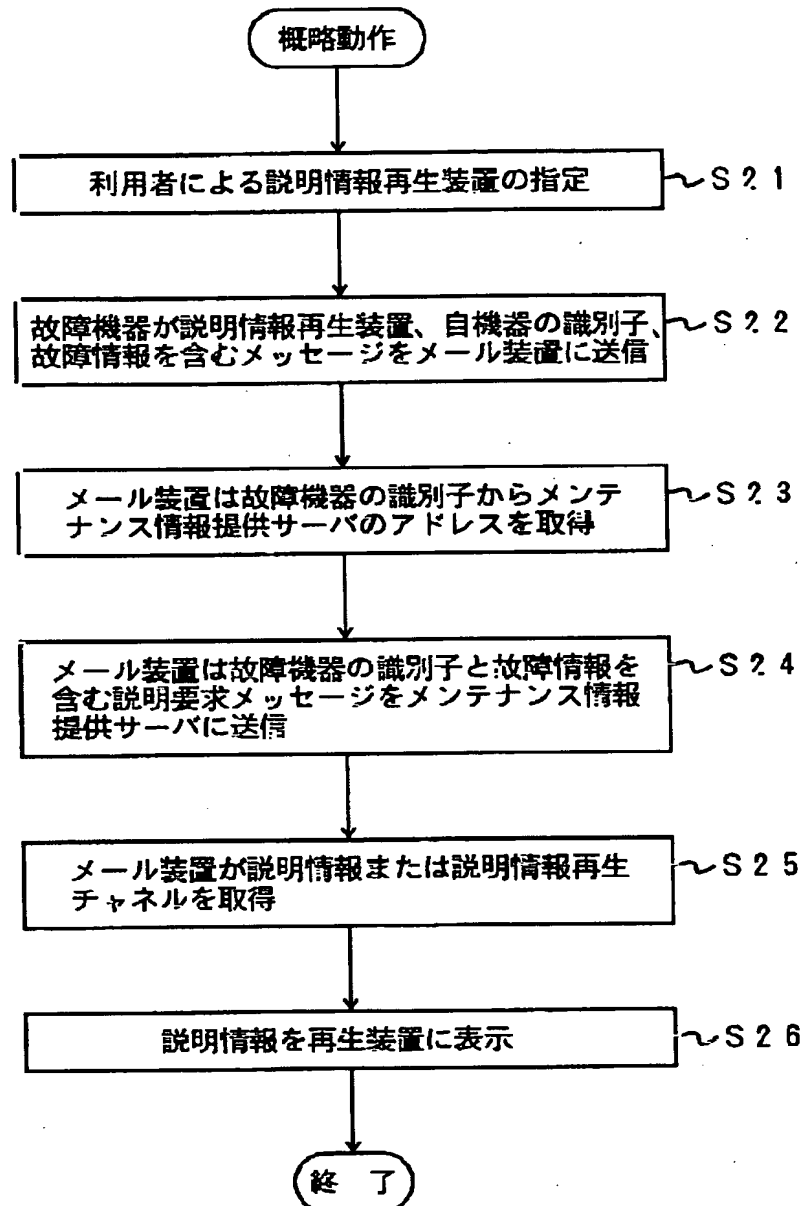 概略動作
利用者による説明情報再生装置の指定
S21
故障機器が説明情報再生装置、自機器の識別子、
故障情報を含むメッセージをメール装置に送信
S22
メール装置は故障機器の識別子からメンテ
ナンス情報提供サーバのアドレスを取得
S23
メール装置は故障機器の識別子と故障情報を
含む説明要求メッセージをメンテナンス情報
提供サーバに送信
S24
メール装置が説明情報または説明情報再生
チャネルを取得
S25
説明情報を再生装置に表示
S26
終 了